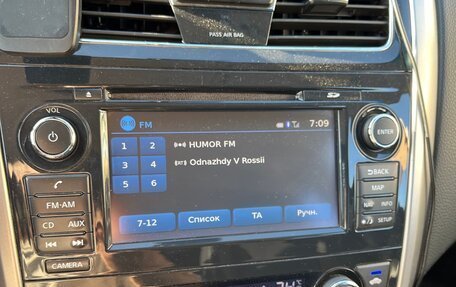 PASS AIR BAG
VOL
FM
7:09
1 2
3 4
5 6
HUMOR FM
Odnazhdy V Rossii
7-12
Список
TA
Ручн.
ENTER
BACK
MAP
NAV
INFO
SETUP
FM·AM
CD
AUX
CAMERA